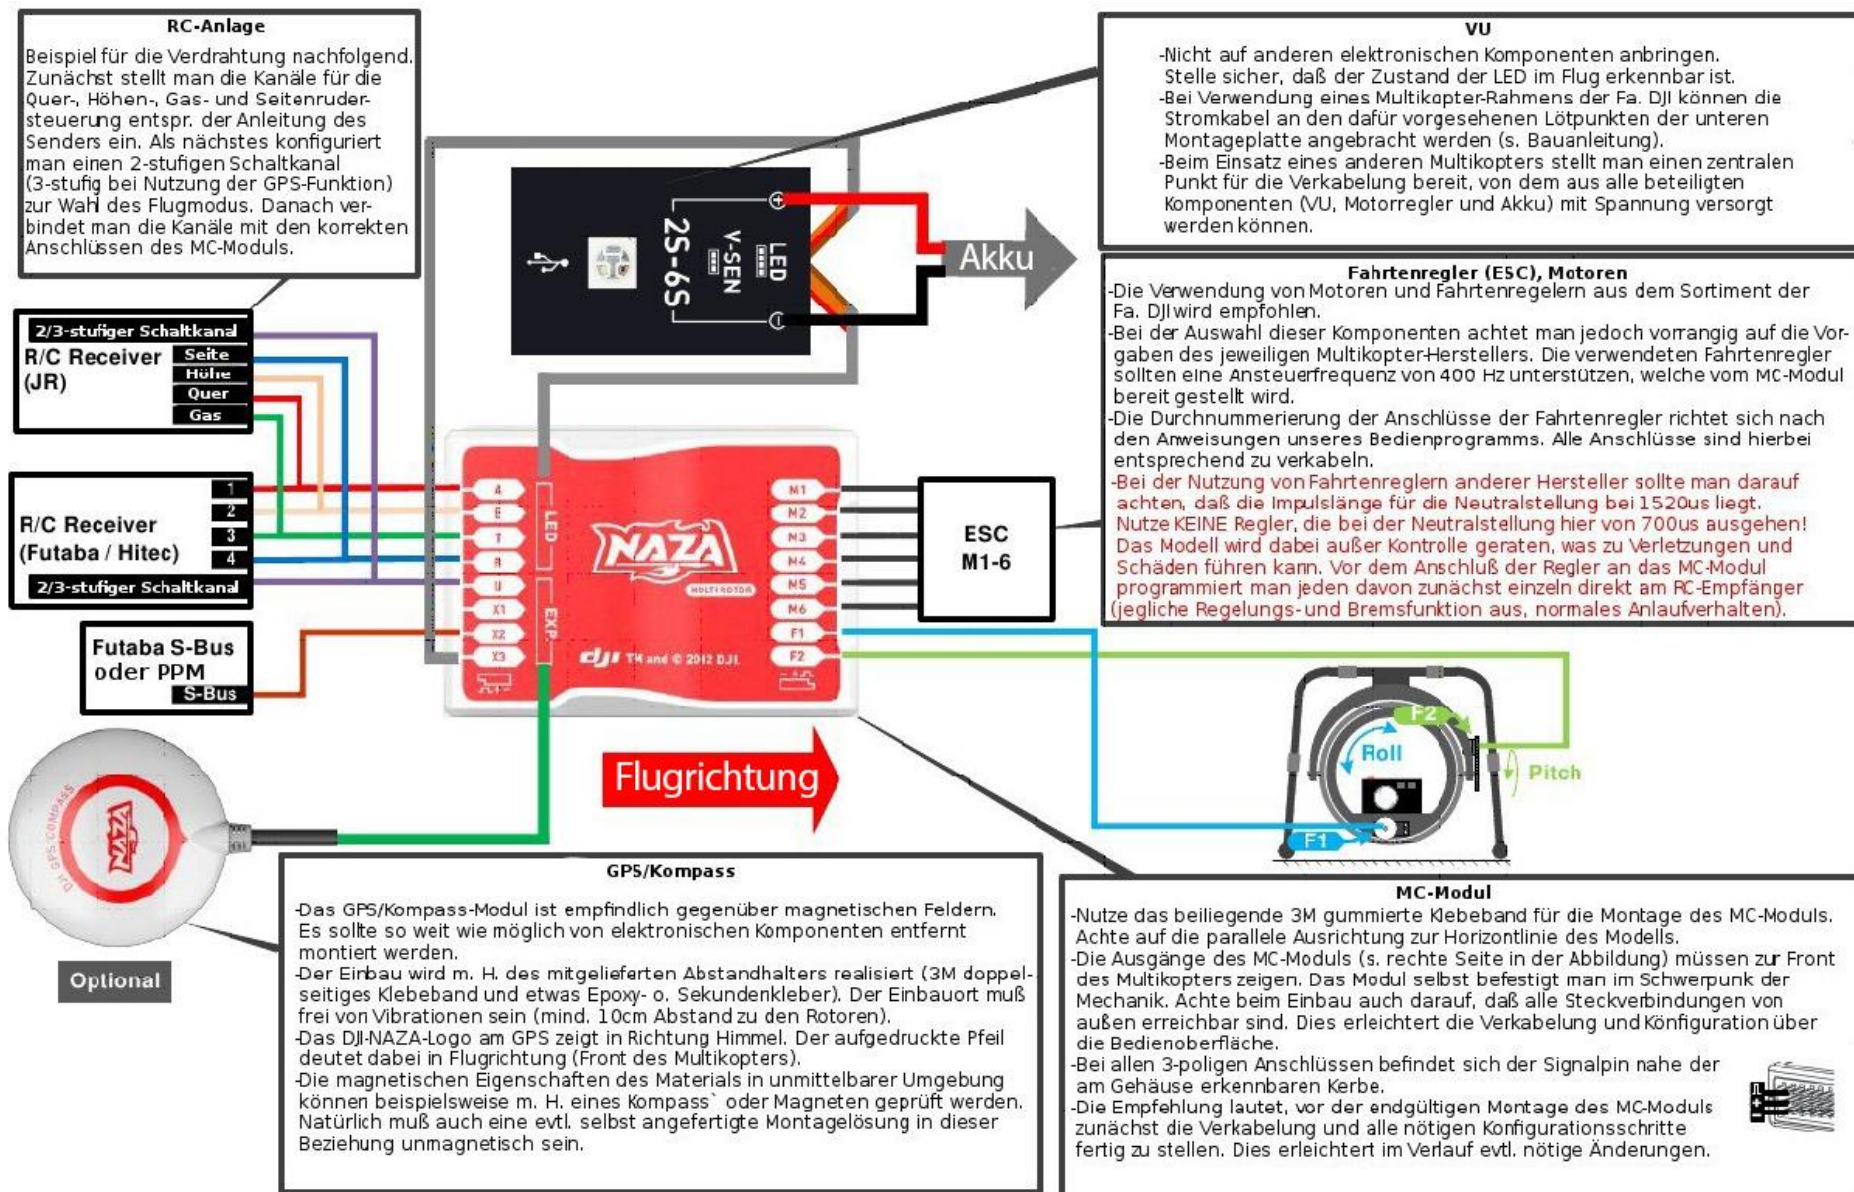 RC-Anlage
Beispiel für die Verdrahtung nachfolgend.
Zunächst stellt man die Kanäle für die
Quer-, Höhen-, Gas- und Seitenruder-
steuerung entspr. der Anleitung des
Senders ein. Als nächstes konfiguriert
man einen 2-stufigen Schaltkanal
(3-stufig bei Nutzung der GPS-Funktion)
zur Wahl des Flugmodus. Danach ver-
bindet man die Kanäle mit den korrekten
Anschlüssen des MC-Moduls.
VU
-Nicht auf anderen elektronischen Komponenten anbringen.
Stelle sicher, daß der Zustand der LED im Flug erkennbar ist.
-Bei Verwendung eines Multikopter-Rahmens der Fa. DJI können die
Stromkabel an den dafür vorgesehenen Lötpunkten der unteren
Montageplatte angebracht werden (s. Bauanleitung).
-Beim Einsatz eines anderen Multikopters stellt man einen zentralen
Punkt für die Verkabelung bereit, von dem aus alle beteiligten
Komponenten (VU, Motorregler und Akku) mit Spannung versorgt
werden können.
LED
V-SEN
2S-6S
Akku
Fahrtenregler (ESC), Motoren
-Die Verwendung von Motoren und Fahrtenregelern aus dem Sortiment der
Fa. DJI wird empfohlen.
-Bei der Auswahl dieser Komponenten achtet man jedoch vorrangig auf die Vor-
gaben des jeweiligen Multikopter-Herstellers. Die verwendeten Fahrtenregler
sollten eine Ansteuerfrequenz von 400 Hz unterstützen, welche vom MC-Modul
bereit gestellt wird.
-Die Durchnummerierung der Anschlüsse der Fahrtenregler richtet sich nach
den Anweisungen unseres Bedienprogramms. Alle Anschlüsse sind hierbei
entsprechend zu verkabeln.
-Bei der Nutzung von Fahrtenreglern anderer Hersteller sollte man darauf
achten, daß die Impulslänge für die Neutralstellung bei 1520us liegt.
Nutze KEINE Regler, die bei der Neutralstellung hier von 700us ausgehen!
Das Modell wird dabei außer Kontrolle geraten, was zu Verletzungen und
Schäden führen kann. Vor dem Anschluß der Regler an das MC-Modul
programmiert man jeden davon zunächst einzeln direkt am RC-Empfänger
(jegliche Regelungs- und Bremsfunktion aus, normales Anlaufverhalten).
2/3-stufiger Schaltkanal
R/C Receiver
(JR)
Seite
Höhe
Quer
Gas
R/C Receiver
(Futaba / Hitec)
1
2
3
4
2/3-stufiger Schaltkanal
Futaba S-Bus
oder PPM
S-Bus
A
E
T
R
U
X1
X2
X3
LED
EXP.
NAZA
MULTI ROTOR
dji TM and © 2012 DJI.
M1
M2
M3
M4
M5
M6
F1
F2
ESC
M1-6
Flugrichtung
F2
Roll
Pitch
F1
DJI GPS COMPASS
NAZA
Optional
GPS/Kompass
-Das GPS/Kompass-Modul ist empfindlich gegenüber magnetischen Feldern.
Es sollte so weit wie möglich von elektronischen Komponenten entfernt
montiert werden.
-Der Einbau wird m. H. des mitgelieferten Abstandhalters realisiert (3M doppel-
seitiges Klebeband und etwas Epoxy- o. Sekundenkleber). Der Einbauort muß
frei von Vibrationen sein (mind. 10cm Abstand zu den Rotoren).
-Das DJI-NAZA-Logo am GPS zeigt in Richtung Himmel. Der aufgedruckte Pfeil
deutet dabei in Flugrichtung (Front des Multikopters).
-Die magnetischen Eigenschaften des Materials in unmittelbarer Umgebung
können beispielsweise m. H. eines Kompass` oder Magneten geprüft werden.
Natürlich muß auch eine evtl. selbst angefertigte Montagelösung in dieser
Beziehung unmagnetisch sein.
MC-Modul
-Nutze das beiliegende 3M gummierte Klebeband für die Montage des MC-Moduls.
Achte auf die parallele Ausrichtung zur Horizontlinie des Modells.
-Die Ausgänge des MC-Moduls (s. rechte Seite in der Abbildung) müssen zur Front
des Multikopters zeigen. Das Modul selbst befestigt man im Schwerpunk der
Mechanik. Achte beim Einbau auch darauf, daß alle Steckverbindungen von
außen erreichbar sind. Dies erleichtert die Verkabelung und Könfiguration über
die Bedienoberfläche.
-Bei allen 3-poligen Anschlüssen befindet sich der Signalpin nahe der
am Gehäuse erkennbaren Kerbe.
-Die Empfehlung lautet, vor der endgültigen Montage des MC-Moduls
zunächst die Verkabelung und alle nötigen Konfigurationsschritte
fertig zu stellen. Dies erleichtert im Verlauf evtl. nötige Änderungen.